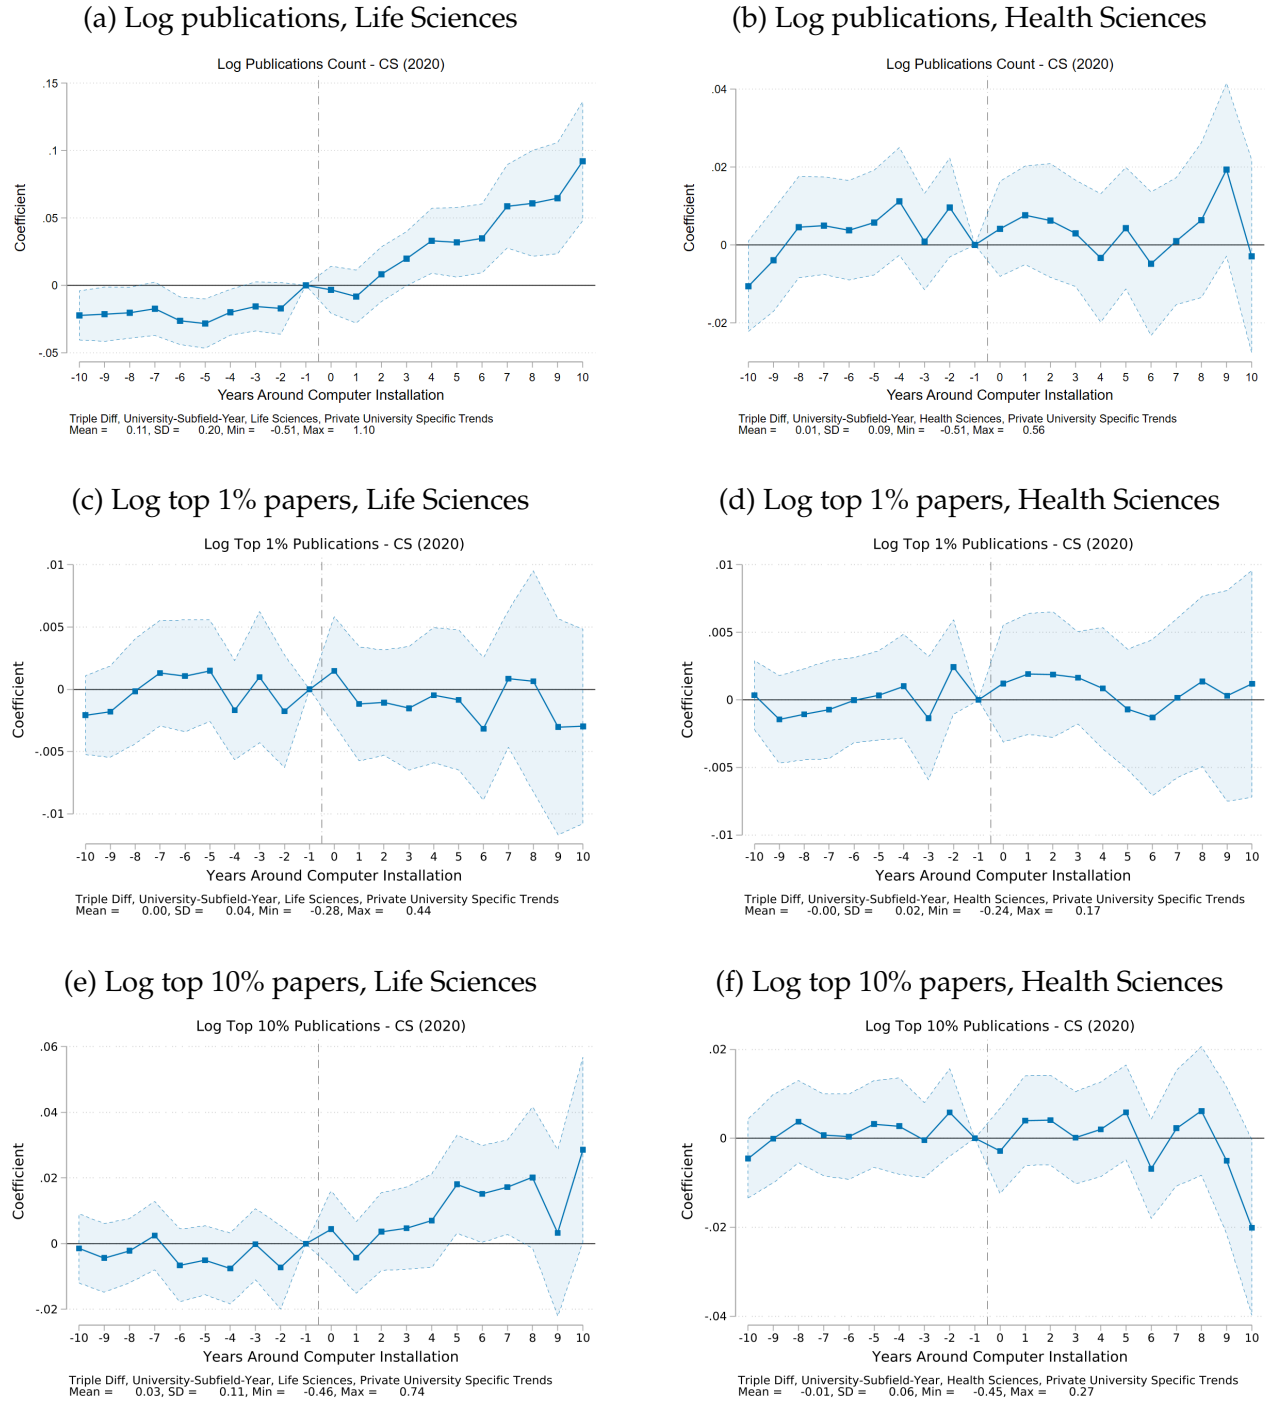 (a) Log publications, Life Sciences
Log Publications Count - CS (2020)
.15
.1
.05
0
-.05
Coefficient
-10 -9 -8 -7 -6 -5 -4 -3 -2 -1 0 1 2 3 4 5 6 7 8 9 10
Years Around Computer Installation
Triple Diff, University-Subfield-Year, Life Sciences, Private University Specific Trends
Mean = 0.11, SD = 0.20, Min = -0.51, Max = 1.10
(b) Log publications, Health Sciences
Log Publications Count - CS (2020)
.04
.02
0
-.02
Coefficient
-10 -9 -8 -7 -6 -5 -4 -3 -2 -1 0 1 2 3 4 5 6 7 8 9 10
Years Around Computer Installation
Triple Diff, University-Subfield-Year, Health Sciences, Private University Specific Trends
Mean = 0.01, SD = 0.09, Min = -0.51, Max = 0.56
(c) Log top 1% papers, Life Sciences
Log Top 1% Publications - CS (2020)
.01
.005
0
-.005
-.01
Coefficient
-10 -9 -8 -7 -6 -5 -4 -3 -2 -1 0 1 2 3 4 5 6 7 8 9 10
Years Around Computer Installation
Triple Diff, University-Subfield-Year, Life Sciences, Private University Specific Trends
Mean = 0.00, SD = 0.04, Min = -0.28, Max = 0.44
(d) Log top 1% papers, Health Sciences
Log Top 1% Publications - CS (2020)
.01
.005
0
-.005
-.01
Coefficient
-10 -9 -8 -7 -6 -5 -4 -3 -2 -1 0 1 2 3 4 5 6 7 8 9 10
Years Around Computer Installation
Triple Diff, University-Subfield-Year, Health Sciences, Private University Specific Trends
Mean = -0.00, SD = 0.02, Min = -0.24, Max = 0.17
(e) Log top 10% papers, Life Sciences
Log Top 10% Publications - CS (2020)
.06
.04
.02
0
-.02
Coefficient
-10 -9 -8 -7 -6 -5 -4 -3 -2 -1 0 1 2 3 4 5 6 7 8 9 10
Years Around Computer Installation
Triple Diff, University-Subfield-Year, Life Sciences, Private University Specific Trends
Mean = 0.03, SD = 0.11, Min = -0.46, Max = 0.74
(f) Log top 10% papers, Health Sciences
Log Top 10% Publications - CS (2020)
.02
0
-.02
-.04
Coefficient
-10 -9 -8 -7 -6 -5 -4 -3 -2 -1 0 1 2 3 4 5 6 7 8 9 10
Years Around Computer Installation
Triple Diff, University-Subfield-Year, Health Sciences, Private University Specific Trends
Mean = -0.01, SD = 0.06, Min = -0.45, Max = 0.27